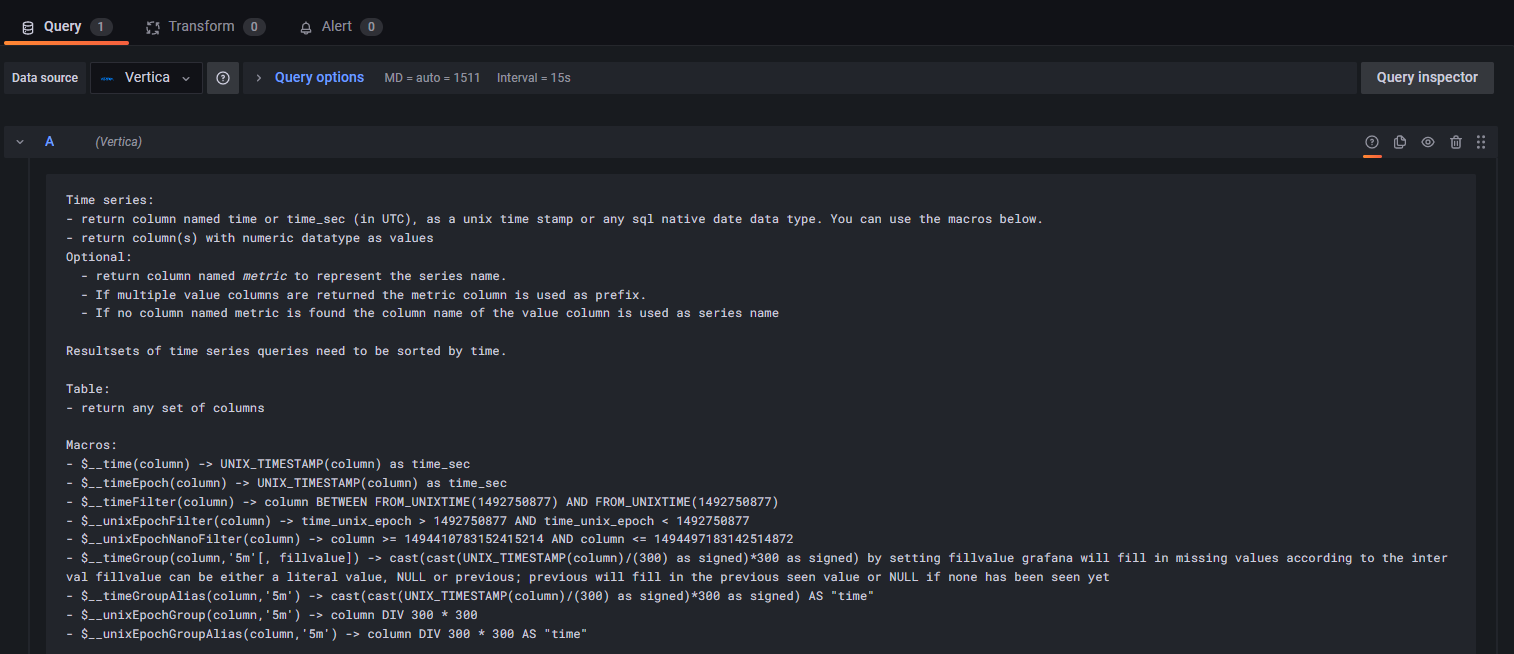 Query 1 Transform 0 Alert 0
Data source Vertica Query options MD = auto = 1511 Interval = 15s Query inspector
A (Vertica)
Time series:
- return column named time or time_sec (in UTC), as a unix time stamp or any sql native date data type. You can use the macros below.
- return column(s) with numeric datatype as values
Optional:
- return column named metric to represent the series name.
- If multiple value columns are returned the metric column is used as prefix.
- If no column named metric is found the column name of the value column is used as series name
Resultsets of time series queries need to be sorted by time.
Table:
- return any set of columns
Macros:
- $__time(column) -> UNIX_TIMESTAMP(column) as time_sec
- $__timeEpoch(column) -> UNIX_TIMESTAMP(column) as time_sec
- $__timeFilter(column) -> column BETWEEN FROM_UNIXTIME(1492750877) AND FROM_UNIXTIME(1492750877)
- $__unixEpochFilter(column) -> time_unix_epoch > 1492750877 AND time_unix_epoch < 1492750877
- $__unixEpochNanoFilter(column) -> column >= 1494410783152415214 AND column <= 1494497183142514872
- $__timeGroup(column,'5m'[, fillvalue]) -> cast(cast(UNIX_TIMESTAMP(column)/(300) as signed)*300 as signed) by setting fillvalue grafana will fill in missing values according to the inter
val fillvalue can be either a literal value, NULL or previous; previous will fill in the previous seen value or NULL if none has been seen yet
- $__timeGroupAlias(column,'5m') -> cast(cast(UNIX_TIMESTAMP(column)/(300) as signed)*300 as signed) AS "time"
- $__unixEpochGroup(column,'5m') -> column DIV 300 * 300
- $__unixEpochGroupAlias(column,'5m') -> column DIV 300 * 300 AS "time"